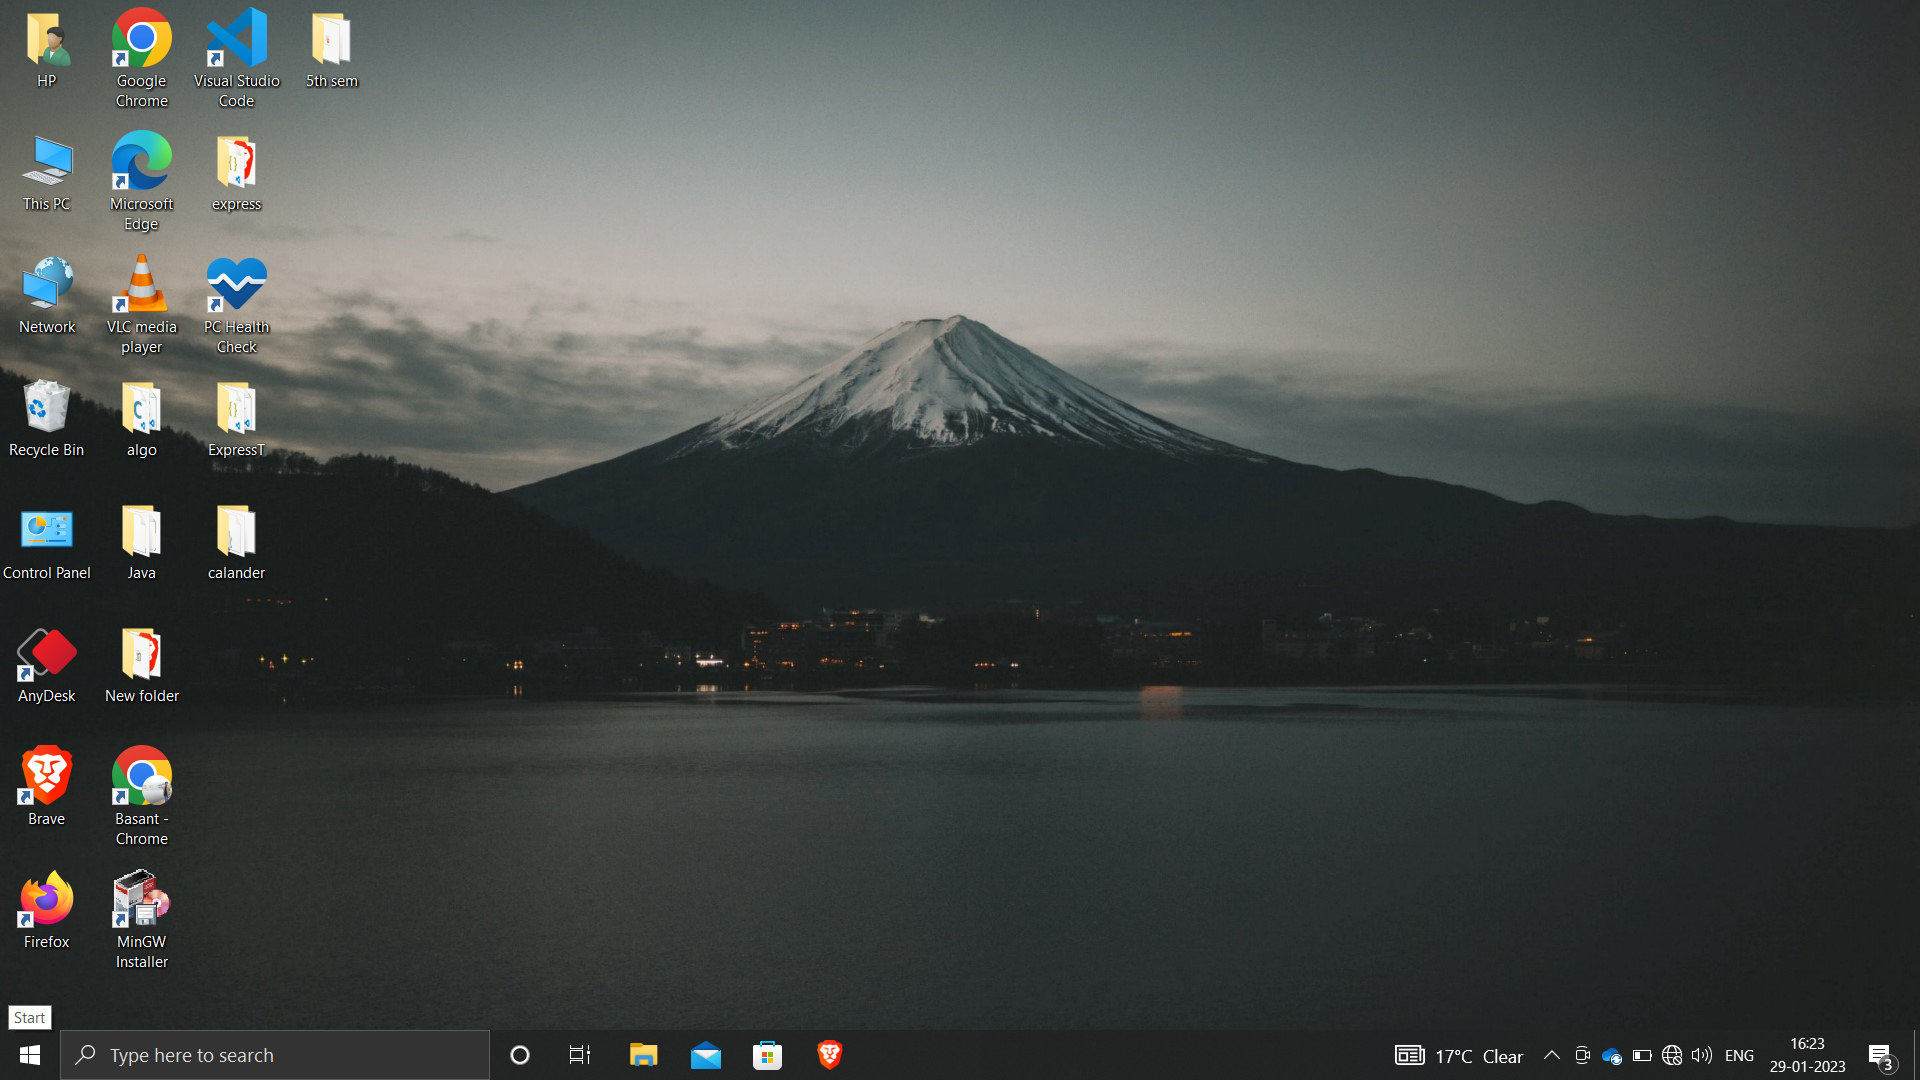 HP
Google
Chrome
Visual Studio
Code
5th sem
This PC
Microsoft
Edge
express
Network
VLC media
player
PC Health
Check
Recycle Bin
algo
ExpressT
Control Panel
Java
calander
AnyDesk
New folder
Brave
Basant -
Chrome
Firefox
MinGW
Installer
Start
Type here to search
17°C Clear
ENG
16:23
29-01-2023
3